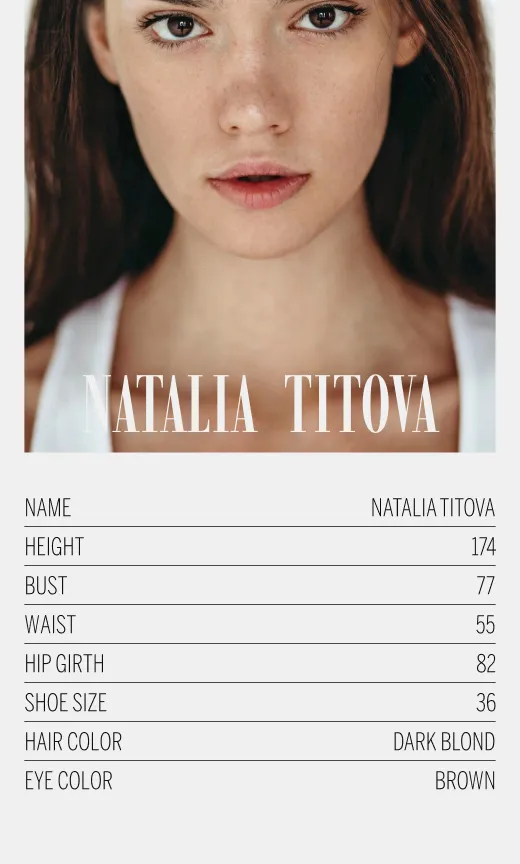 NATALIA TITOVA
NAME NATALIA TITOVA
HEIGHT 174
BUST 77
WAIST 55
HIP GIRTH 82
SHOE SIZE 36
HAIR COLOR DARK BLOND
EYE COLOR BROWN